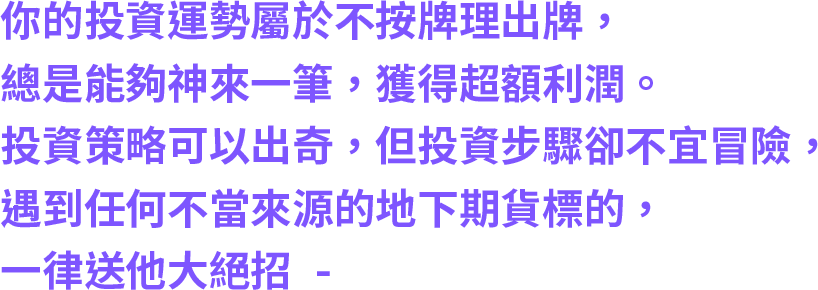 你的投資運勢屬於不按牌理出牌，
總是能夠神來一筆，獲得超額利潤。
投資策略可以出奇，但投資步驟卻不宜冒險，
遇到任何不當來源的地下期貨標的，
一律送他大絕招 -